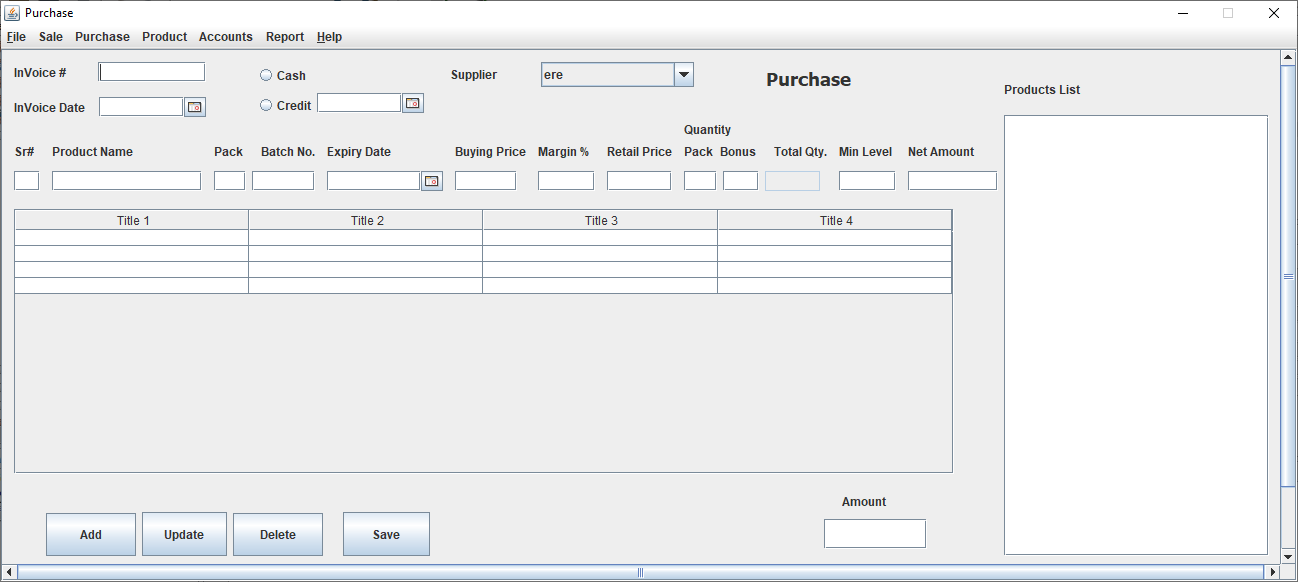 Purchase
File Sale Purchase Product Accounts Report Help
InVoice # Cash Supplier ere Purchase
Products List
InVoice Date Credit
Quantity
Sr# Product Name Pack Batch No. Expiry Date Buying Price Margin % Retail Price Pack Bonus Total Qty. Min Level Net Amount
Title 1 Title 2 Title 3 Title 4
Amount
Add Update Delete Save